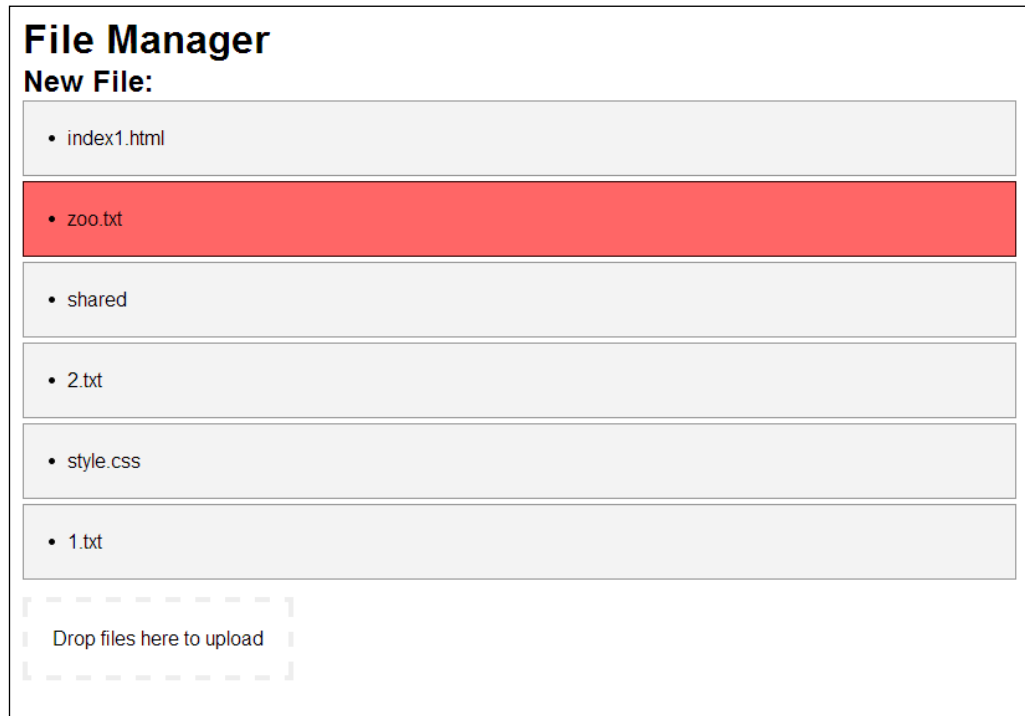 File Manager
New File:
• index1.html
• zoo.txt
• shared
• 2.txt
• style.css
• 1.txt
Drop files here to upload